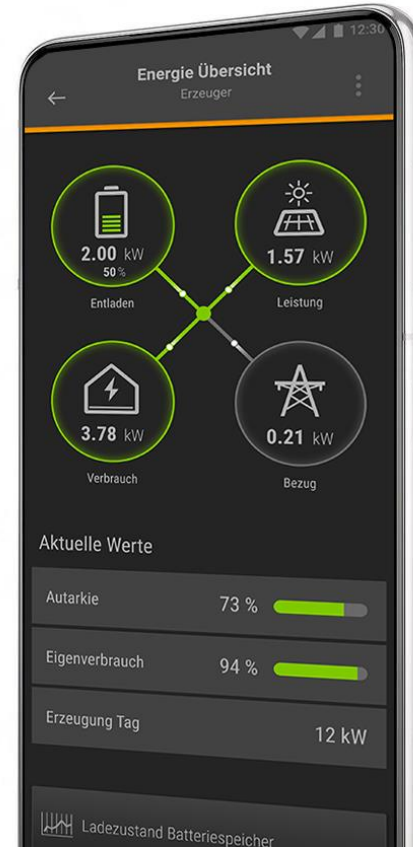 12:30
Energie Übersicht
Erzeuger
2.00 kW
50 %
Entladen
1.57 kW
Leistung
3.78 kW
Verbrauch
0.21 kW
Bezug
Aktuelle Werte
Autarkie 73 %
Eigenverbrauch 94 %
Erzeugung Tag 12 kW
Ladezustand Batteriespeicher